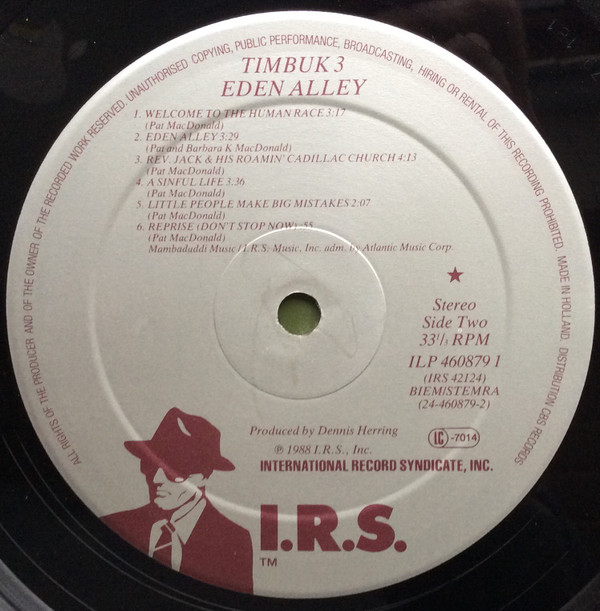 ALL RIGHTS OF THE PRODUCER AND OF THE OWNER OF THE RECORDED WORK RESERVED. UNAUTHORISED COPYING, PUBLIC PERFORMANCE, BROADCASTING, HIRING OR RENTAL OF THIS RECORDING PROHIBITED. MADE IN HOLLAND. DISTRIBUTION CBS RECORDS
TIMBUK 3
EDEN ALLEY
1. WELCOME TO THE HUMAN RACE 3:17
(Pat MacDonald)
2. EDEN ALLEY 3:29
(Pat and Barbara K MacDonald)
3. REV. JACK & HIS ROAMIN' CADILLAC CHURCH 4:13
(Pat MacDonald)
4. A SINFUL LIFE 3:36
(Pat MacDonald)
5. LITTLE PEOPLE MAKE BIG MISTAKES 2:07
(Pat MacDonald)
6. REPRISE (DON'T STOP NOW) :55
(Pat MacDonald)
Mambadaddi Music / I.R.S. Music, Inc. adm. by Atlantic Music Corp.
Stereo
Side Two
33⅓ RPM
ILP 460879 1
(IRS 42124)
BIEM/STEMRA
(24-460879-2)
Produced by Dennis Herring
LC -7014
℗ 1988 I.R.S., Inc.
INTERNATIONAL RECORD SYNDICATE, INC.
I.R.S.
TM